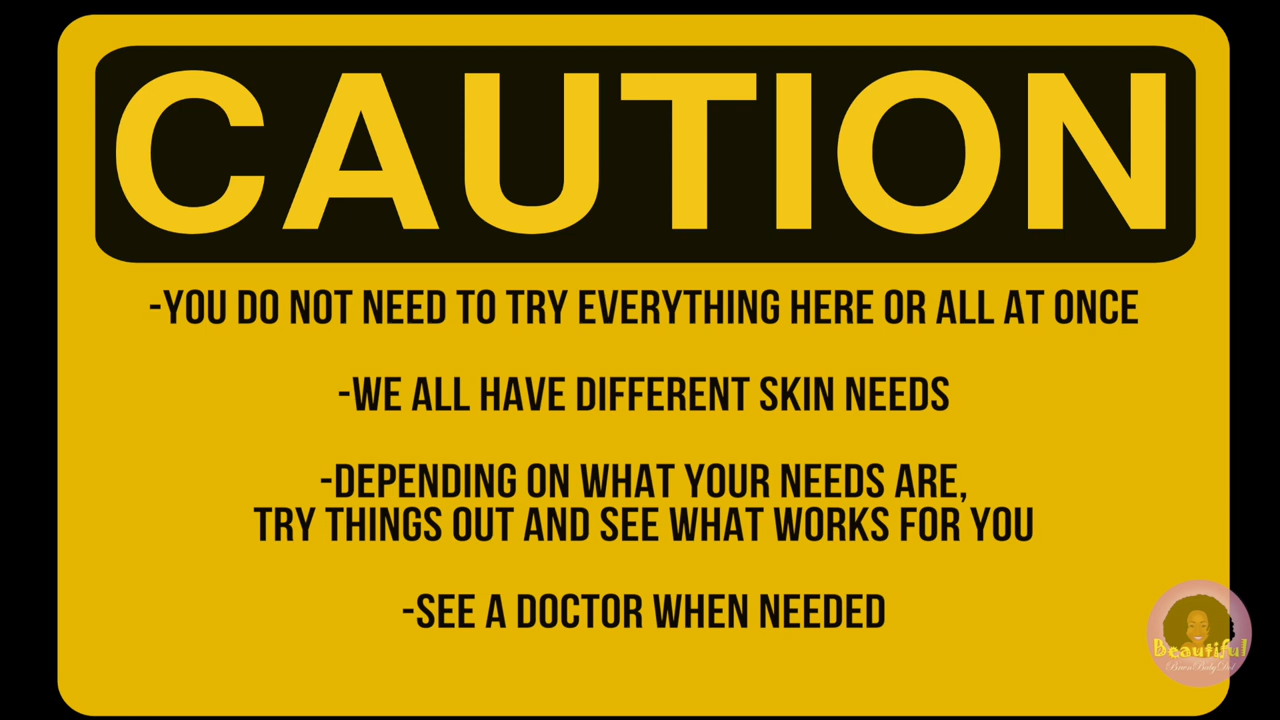 CAUTION
-YOU DO NOT NEED TO TRY EVERYTHING HERE OR ALL AT ONCE
-WE ALL HAVE DIFFERENT SKIN NEEDS
-DEPENDING ON WHAT YOUR NEEDS ARE,
TRY THINGS OUT AND SEE WHAT WORKS FOR YOU
-SEE A DOCTOR WHEN NEEDED
Beautiful
BrownBabyDol